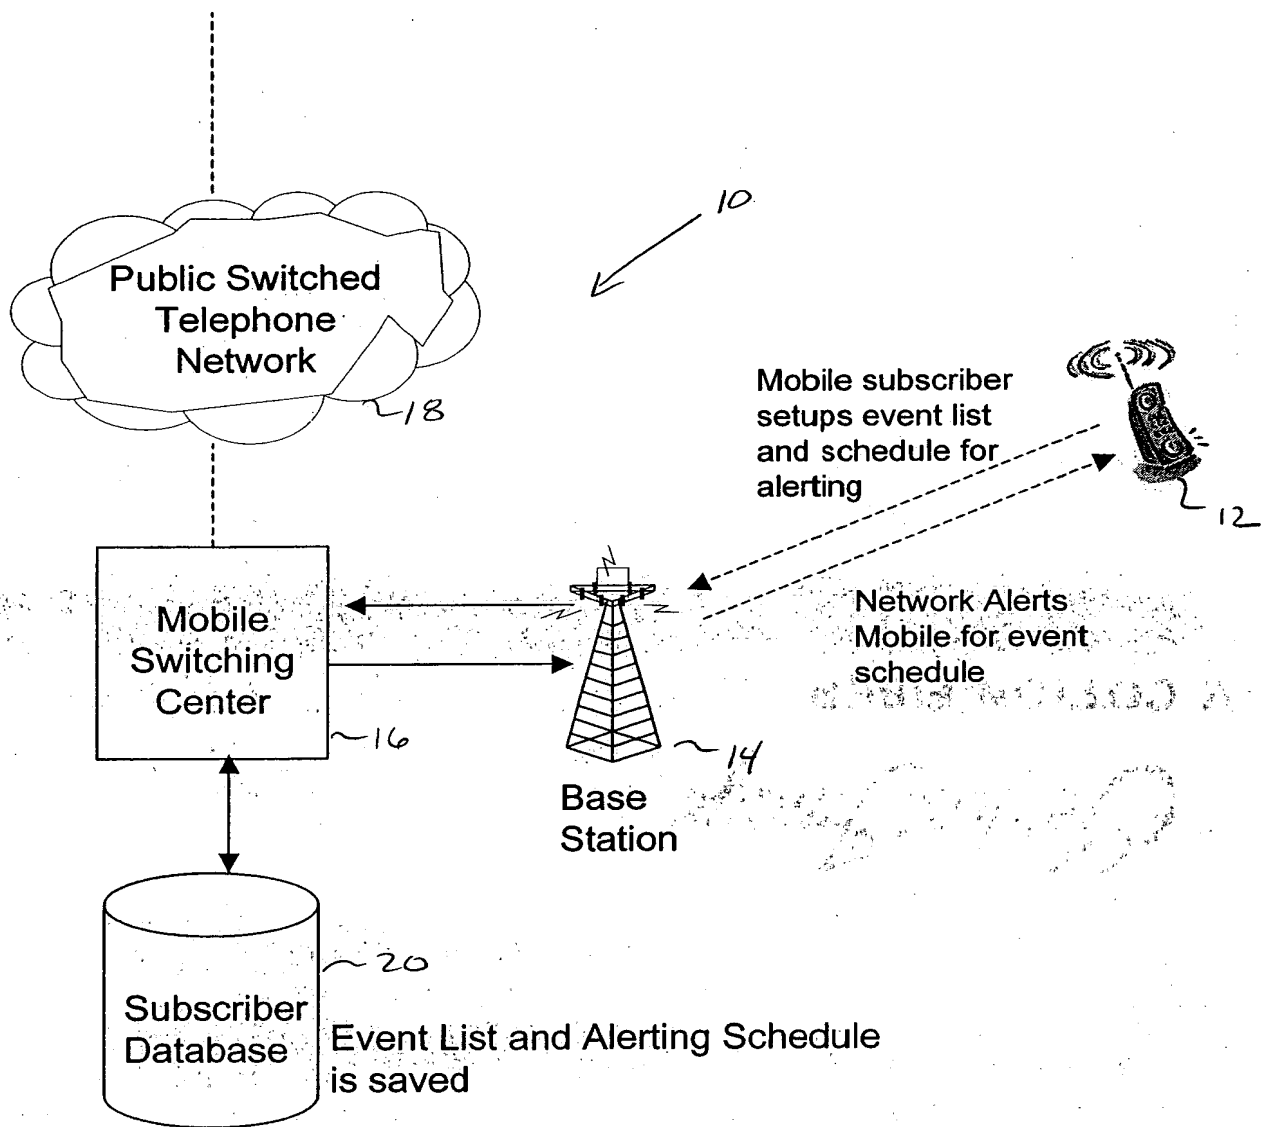 10
Public Switched
Telephone
Network
18
Mobile subscriber
setups event list
and schedule for
alerting
12
Mobile
Switching
Center
16
Network Alerts
Mobile for event
schedule
14
Base
Station
20
Subscriber
Database
Event List and Alerting Schedule
is saved